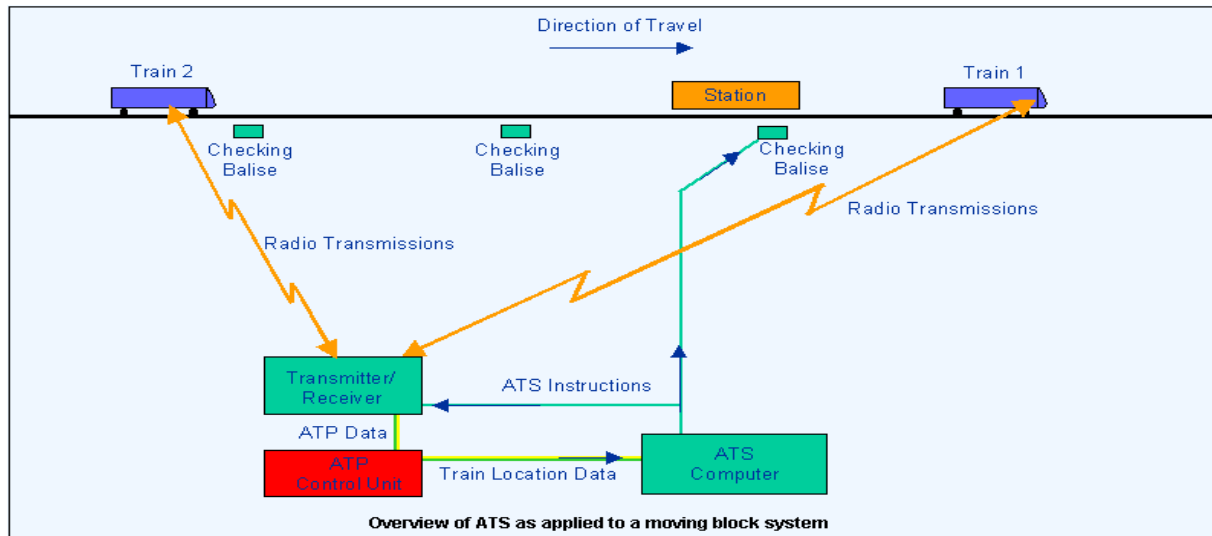 Direction of Travel
Train 2
Train 1
Station
Checking
Balise
Checking
Balise
Checking
Balise
Radio Transmissions
Radio Transmissions
Transmitter/
Receiver
ATS Instructions
ATP Data
ATP
Control Unit
Train Location Data
ATS
Computer
Overview of ATS as applied to a moving block system